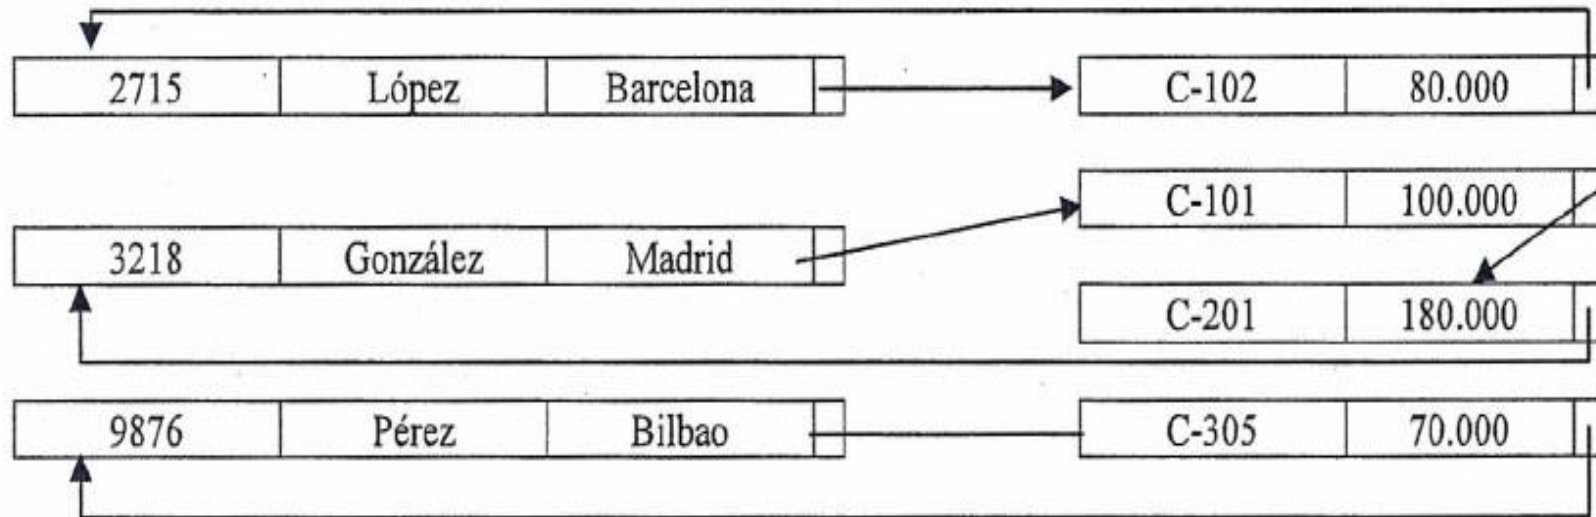 2715 López Barcelona C-102 80.000
C-101 100.000
3218 González Madrid
C-201 180.000
9876 Pérez Bilbao C-305 70.000